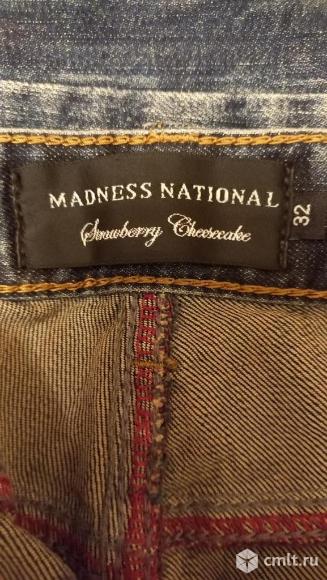 MADNESS NATIONAL
Strawberry Cheesecake
32
cmlt.ru